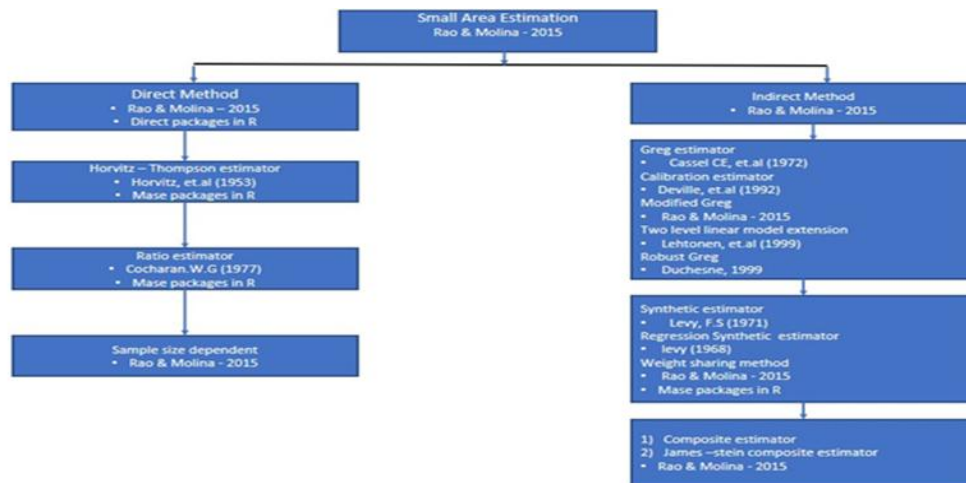 Small Area Estimation
Rao & Molina - 2015
Direct Method
• Rao & Molina – 2015
• Direct packages in R
Horvitz – Thompson estimator
• Horvitz, et.al (1953)
• Mase packages in R
Ratio estimator
• Cocharan.W.G (1977)
• Mase packages in R
Sample size dependent
• Rao & Molina - 2015
Indirect Method
• Rao & Molina - 2015
Greg estimator
• Cassel CE, et.al (1972)
Calibration estimator
• Deville, et.al (1992)
Modified Greg
• Rao & Molina - 2015
Two level linear model extension
• Lehtonen, et.al (1999)
Robust Greg
• Duchesne, 1999
Synthetic estimator
• Levy, F.S (1971)
Regression Synthetic estimator
• levy (1968)
Weight sharing method
• Rao & Molina - 2015
• Mase packages in R
1) Composite estimator
2) James –stein composite estimator
• Rao & Molina - 2015